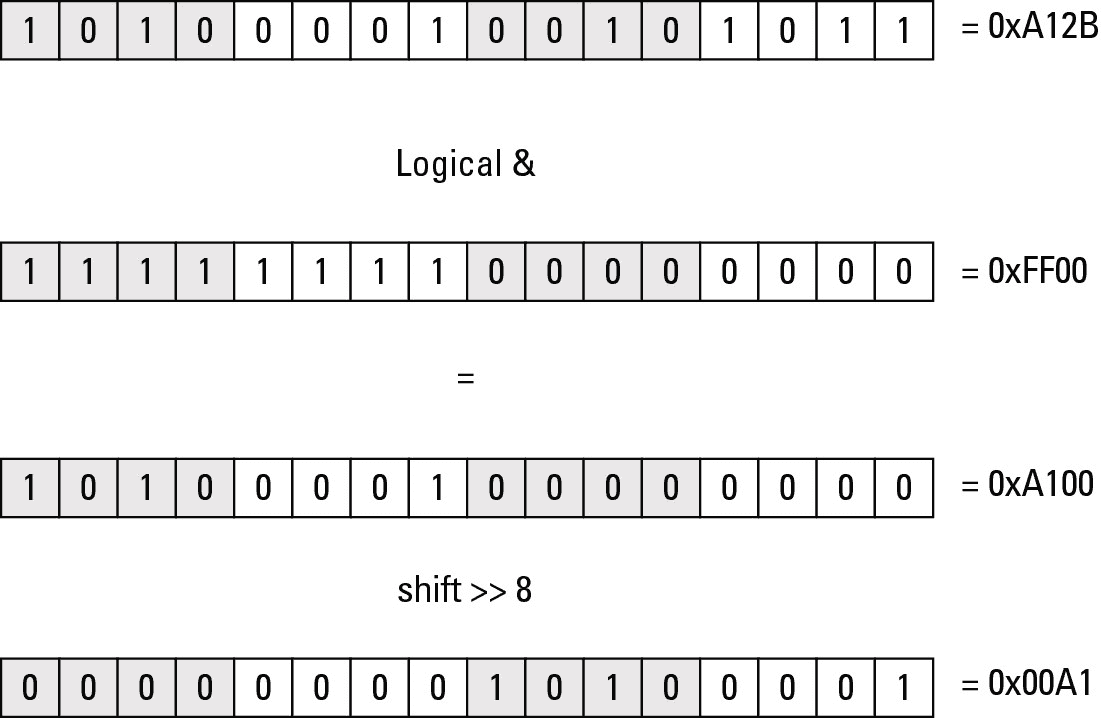 1 0 1 0 0 0 0 1 0 0 1 0 1 0 1 1 = 0xA12B
Logical &
1 1 1 1 1 1 1 1 0 0 0 0 0 0 0 0 = 0xFF00
=
1 0 1 0 0 0 0 1 0 0 0 0 0 0 0 0 = 0xA100
shift >> 8
0 0 0 0 0 0 0 0 1 0 1 0 0 0 0 1 = 0x00A1